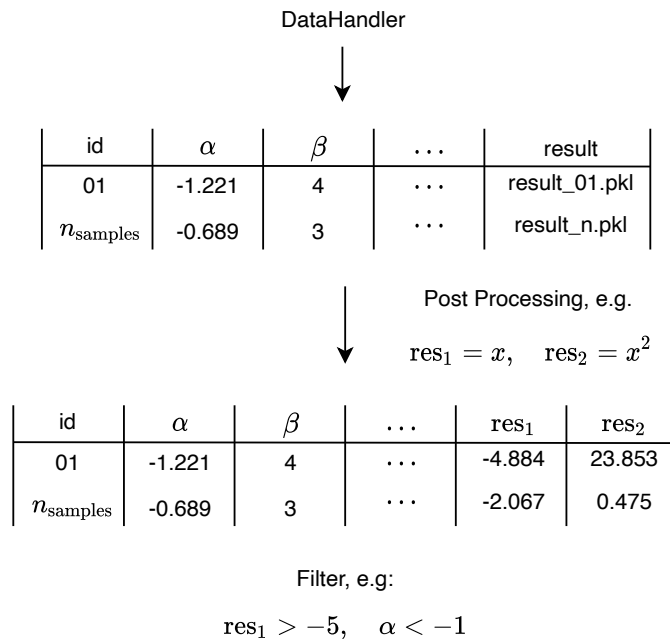 DataHandler
id α β ⋯ result
01 -1.221 4 ⋯ result_01.pkl
n_samples -0.689 3 ⋯ result_n.pkl
Post Processing, e.g.
res₁ = x, res₂ = x²
id α β ⋯ res₁ res₂
01 -1.221 4 ⋯ -4.884 23.853
n_samples -0.689 3 ⋯ -2.067 0.475
Filter, e.g:
res₁ > −5, α < −1